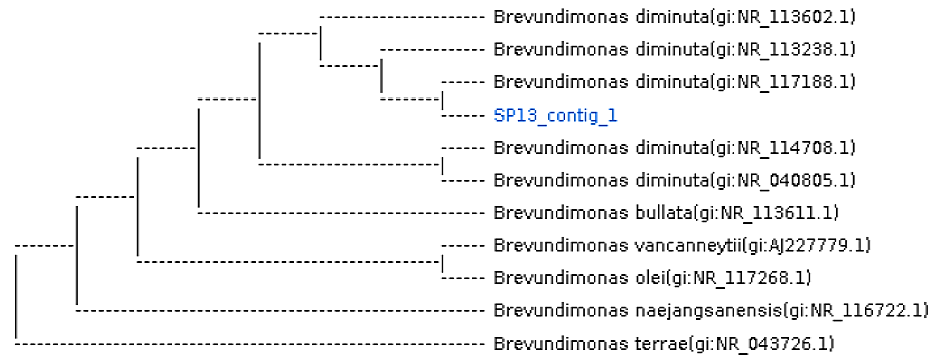 Brevundimonas diminuta(gi:NR_113602.1)
Brevundimonas diminuta(gi:NR_113238.1)
Brevundimonas diminuta(gi:NR_117188.1)
SP13_contig_1
Brevundimonas diminuta(gi:NR_114708.1)
Brevundimonas diminuta(gi:NR_040805.1)
Brevundimonas bullata(gi:NR_113611.1)
Brevundimonas vancanneytii(gi:AJ227779.1)
Brevundimonas olei(gi:NR_117268.1)
Brevundimonas naejangsanensis(gi:NR_116722.1)
Brevundimonas terrae(gi:NR_043726.1)